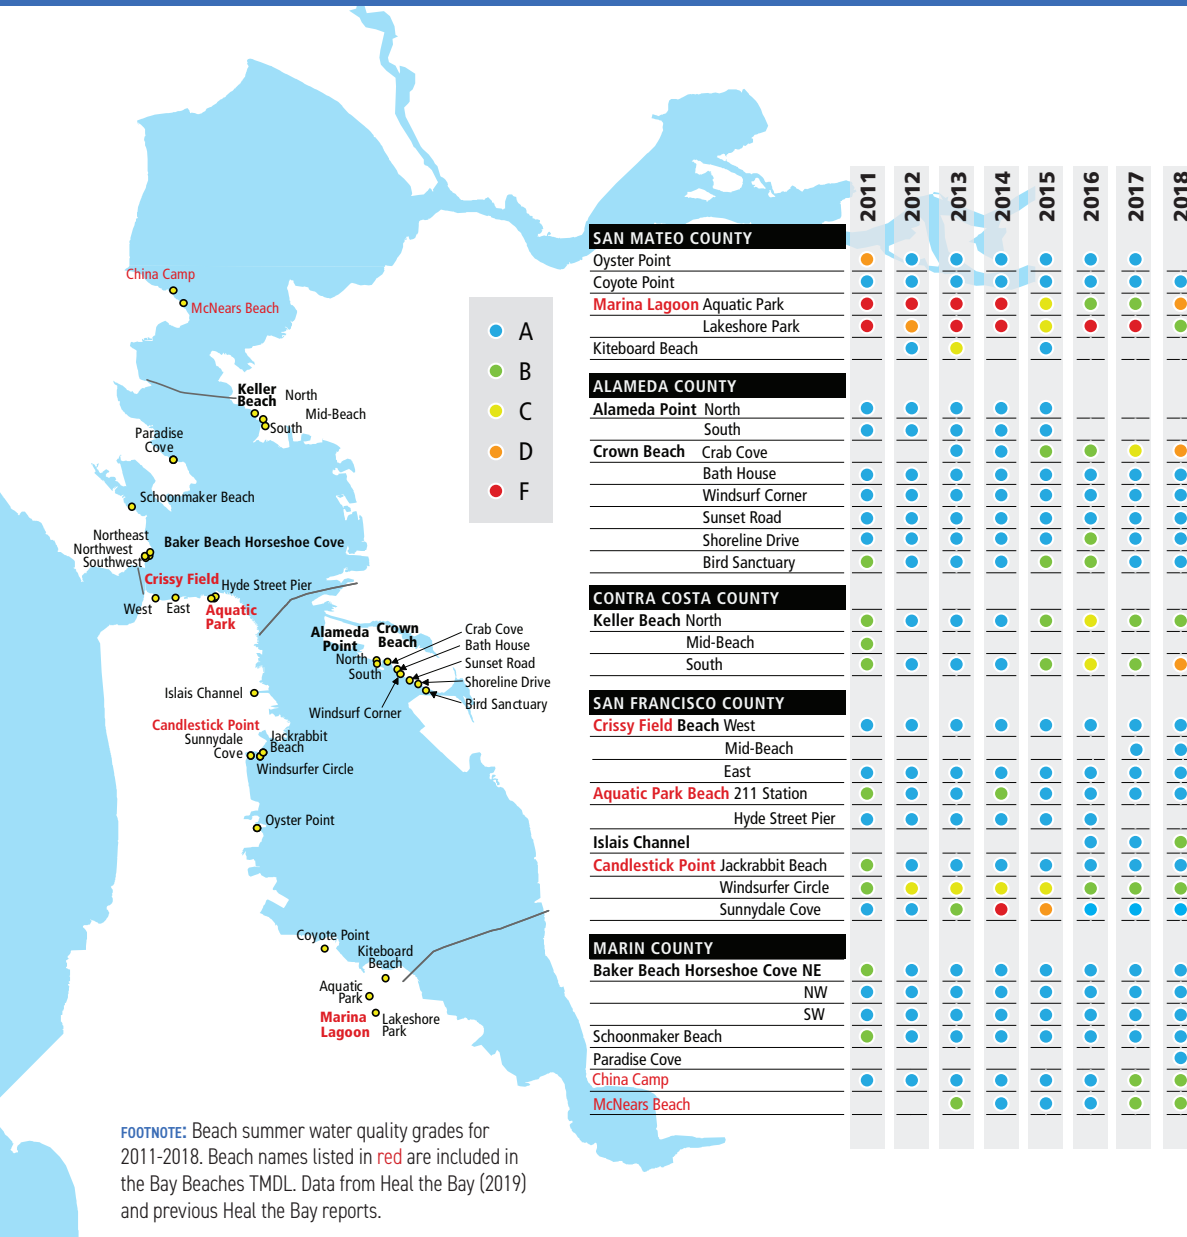 China Camp
McNears Beach
Keller
Beach
North
Mid-Beach
South
Paradise
Cove
Schoonmaker Beach
Northeast
Northwest
Southwest
Baker Beach Horseshoe Cove
Crissy Field
Hyde Street Pier
West
East
Aquatic
Park
Alameda
Point
Crown
Beach
North
South
Crab Cove
Bath House
Sunset Road
Shoreline Drive
Bird Sanctuary
Windsurf Corner
Islais Channel
Candlestick Point
Sunnydale
Cove
Jackrabbit
Beach
Windsurfer Circle
Oyster Point
Coyote Point
Kiteboard
Beach
Aquatic
Park
Marina
Lagoon
Lakeshore
Park
A
B
C
D
F
2011 2012 2013 2014 2015 2016 2017 2018
SAN MATEO COUNTY
Oyster Point
Coyote Point
Marina Lagoon Aquatic Park
Lakeshore Park
Kiteboard Beach
ALAMEDA COUNTY
Alameda Point North
South
Crown Beach Crab Cove
Bath House
Windsurf Corner
Sunset Road
Shoreline Drive
Bird Sanctuary
CONTRA COSTA COUNTY
Keller Beach North
Mid-Beach
South
SAN FRANCISCO COUNTY
Crissy Field Beach West
Mid-Beach
East
Aquatic Park Beach 211 Station
Hyde Street Pier
Islais Channel
Candlestick Point Jackrabbit Beach
Windsurfer Circle
Sunnydale Cove
MARIN COUNTY
Baker Beach Horseshoe Cove NE
NW
SW
Schoonmaker Beach
Paradise Cove
China Camp
McNears Beach
FOOTNOTE: Beach summer water quality grades for
2011-2018. Beach names listed in red are included in
the Bay Beaches TMDL. Data from Heal the Bay (2019)
and previous Heal the Bay reports.